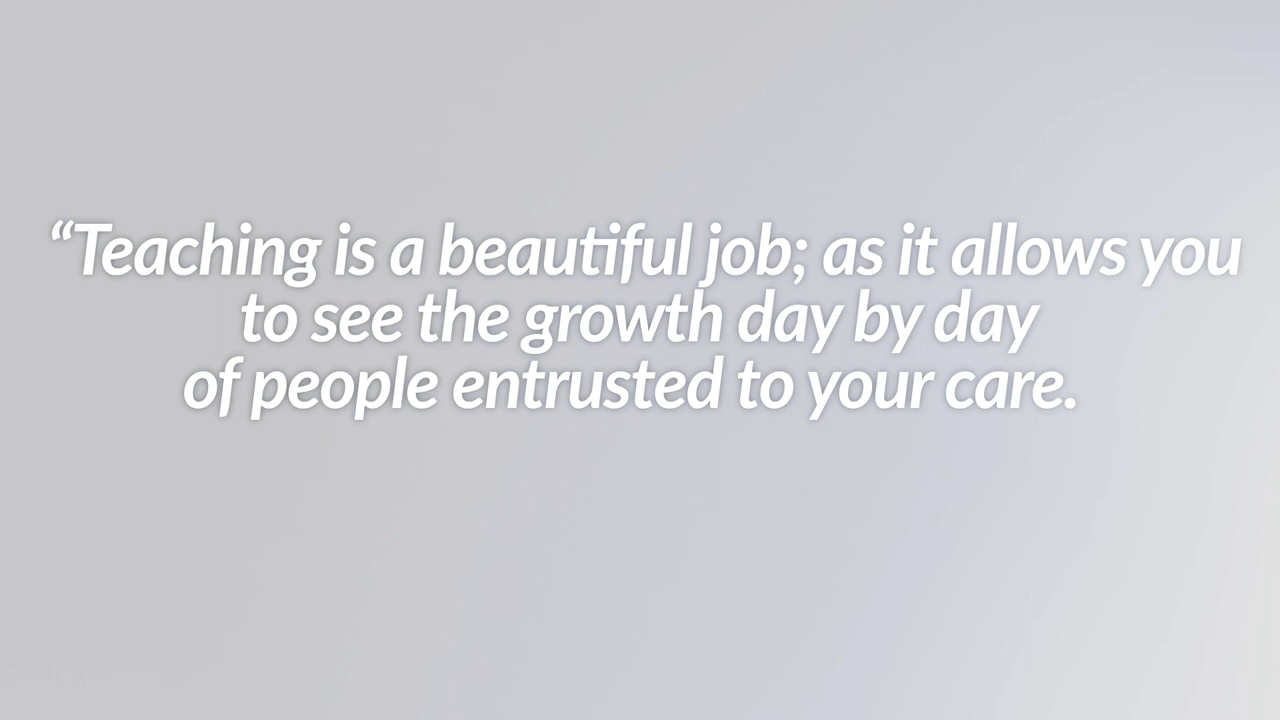 “Teaching is a beautiful job; as it allows you
to see the growth day by day
of people entrusted to your care.